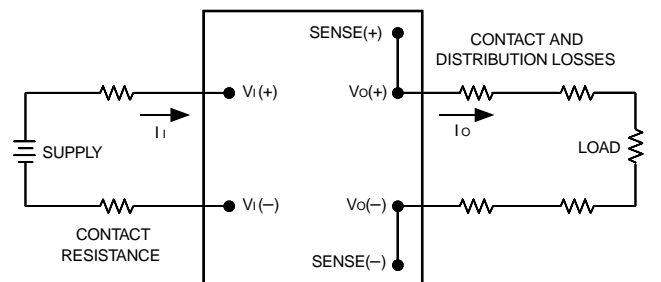 SENSE(+)
CONTACT AND
DISTRIBUTION LOSSES
VI(+)
VO(+)
II
IO
SUPPLY
LOAD
VI(–)
VO(–)
CONTACT
RESISTANCE
SENSE(–)